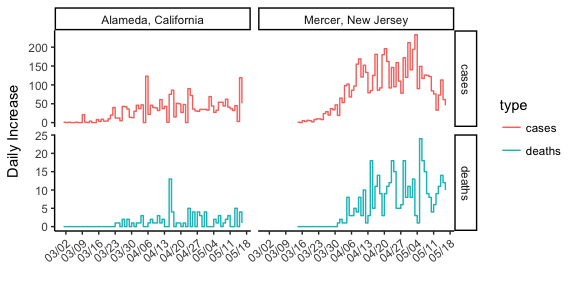 Alameda, California
Mercer, New Jersey
Daily Increase
200
150
100
50
0
cases
25
20
15
10
5
0
deaths
03/02 03/09 03/16 03/23 03/30 04/06 04/13 04/20 04/27 05/04 05/11 05/18
03/02 03/09 03/16 03/23 03/30 04/06 04/13 04/20 04/27 05/04 05/11 05/18
type
cases
deaths